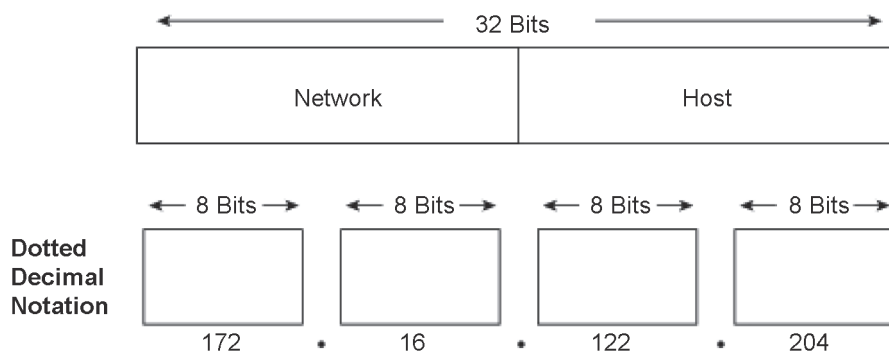 32 Bits
Network Host
8 Bits 8 Bits 8 Bits 8 Bits
Dotted
Decimal
Notation
172 . 16 . 122 . 204